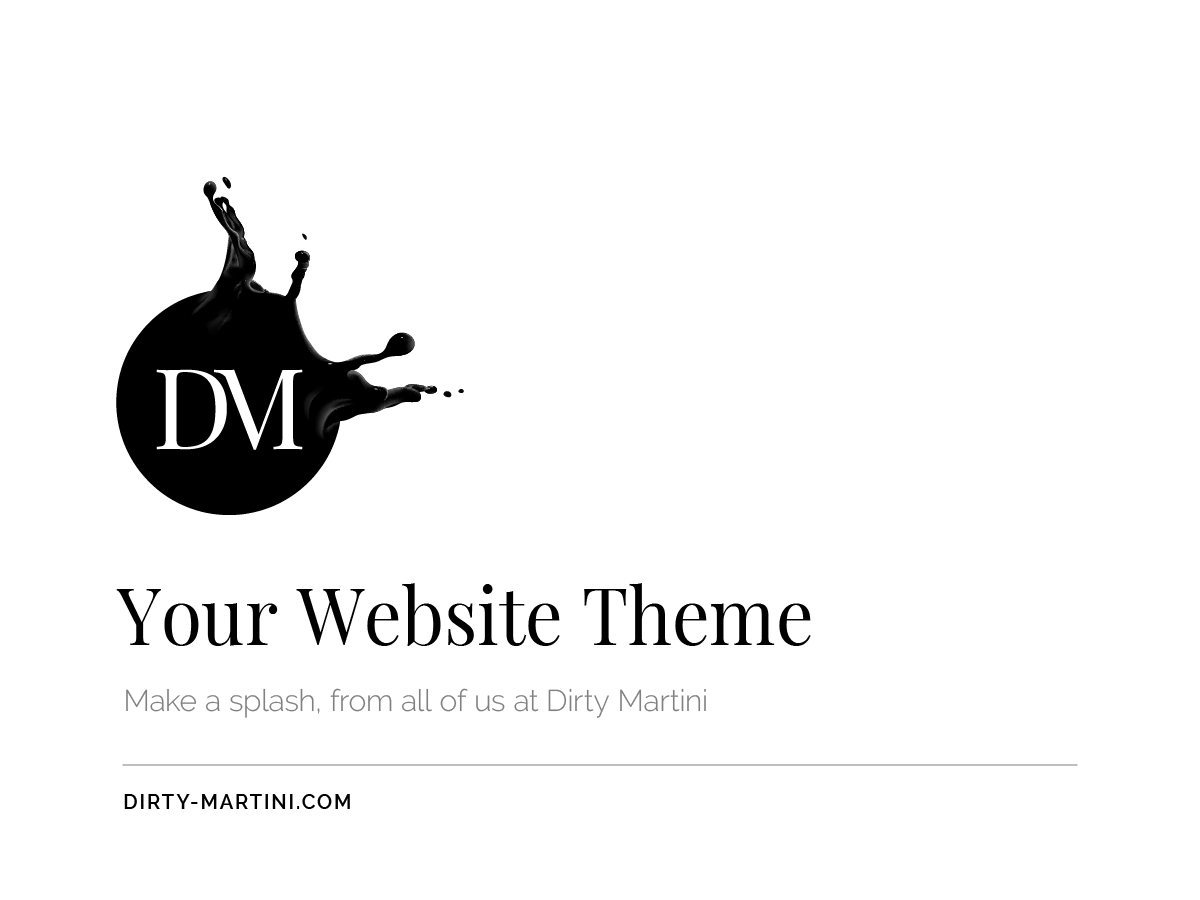 DM
Your Website Theme
Make a splash, from all of us at Dirty Martini
DIRTY-MARTINI.COM